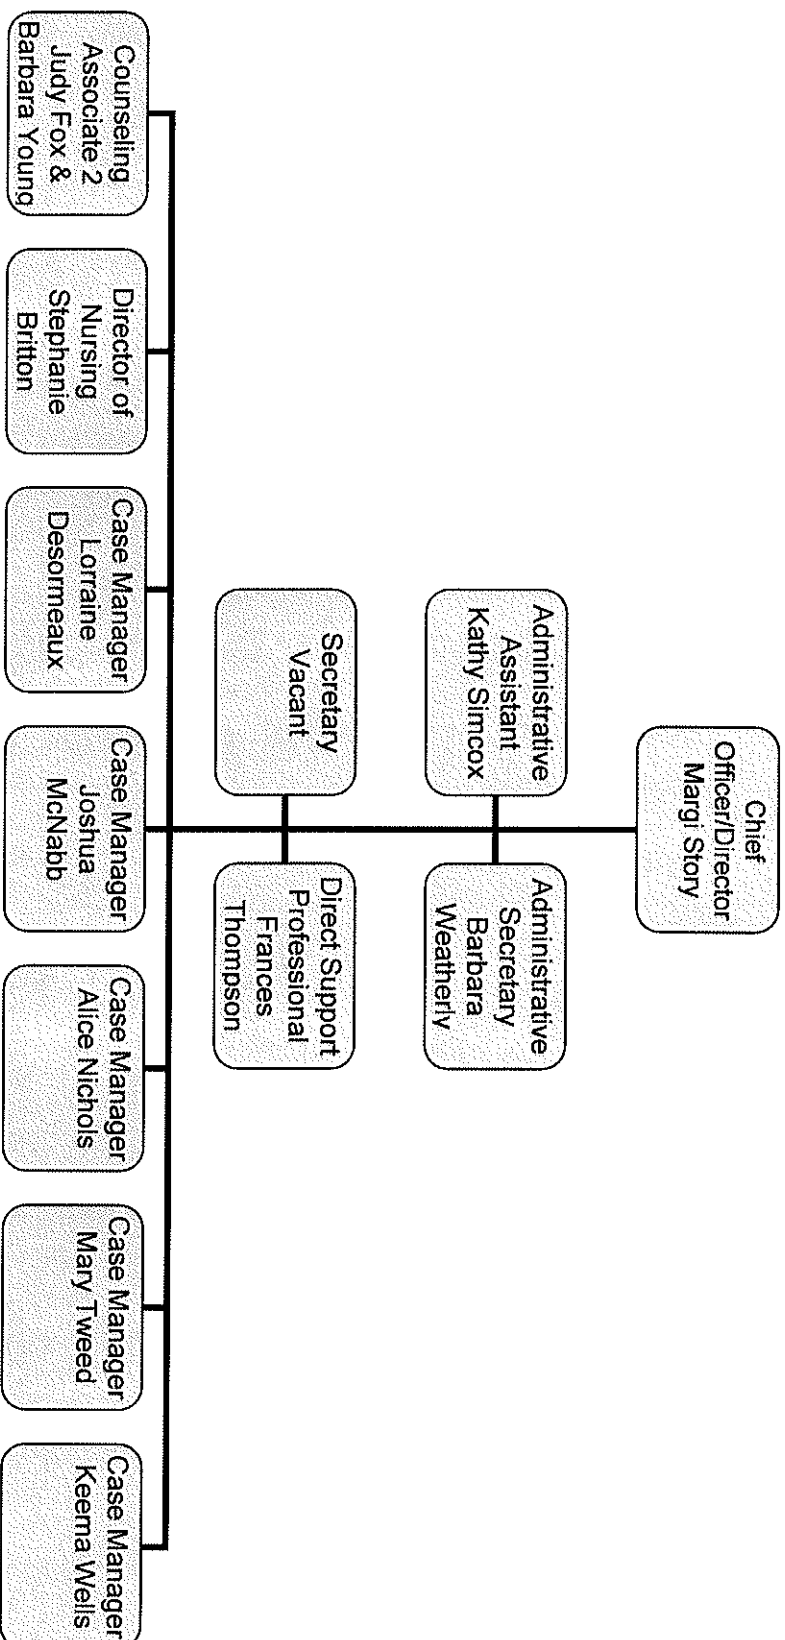 Chief
Officer/Director
Margi Story
Administrative
Assistant
Kathy Simcox
Administrative
Secretary
Barbara
Weatherly
Secretary
Vacant
Direct Support
Professional
Frances
Thompson
Counseling
Associate 2
Judy Fox &
Barbara Young
Director of
Nursing
Stephanie
Britton
Case Manager
Lorraine
Desormeaux
Case Manager
Joshua
McNabb
Case Manager
Alice Nichols
Case Manager
Mary Tweed
Case Manager
Keema Wells